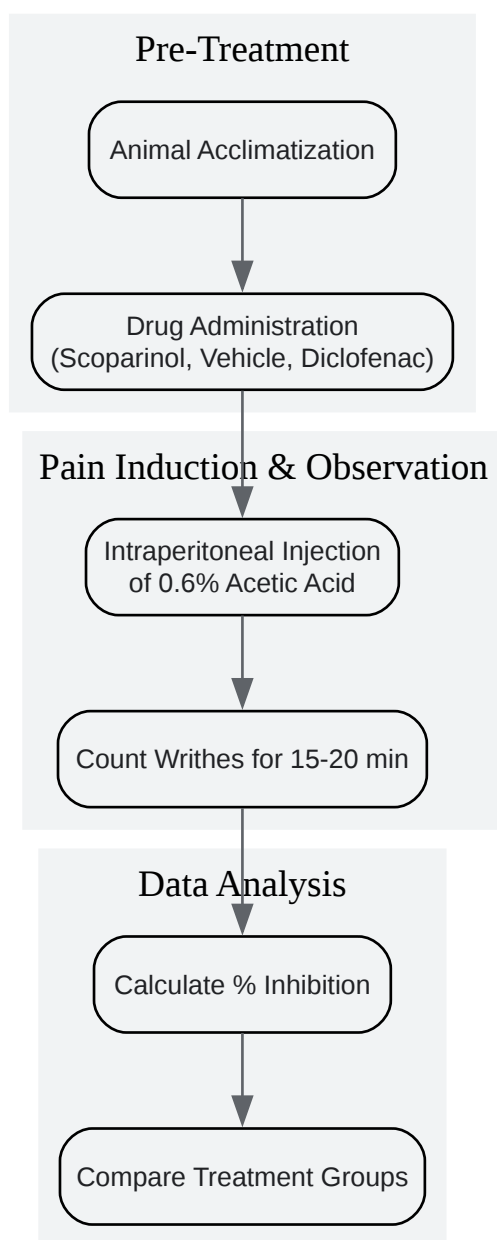 Pre-Treatment
Animal Acclimatization
Drug Administration
(Scoparinol, Vehicle, Diclofenac)
Pain Induction & Observation
Intraperitoneal Injection
of 0.6% Acetic Acid
Count Writhes for 15-20 min
Data Analysis
Calculate % Inhibition
Compare Treatment Groups